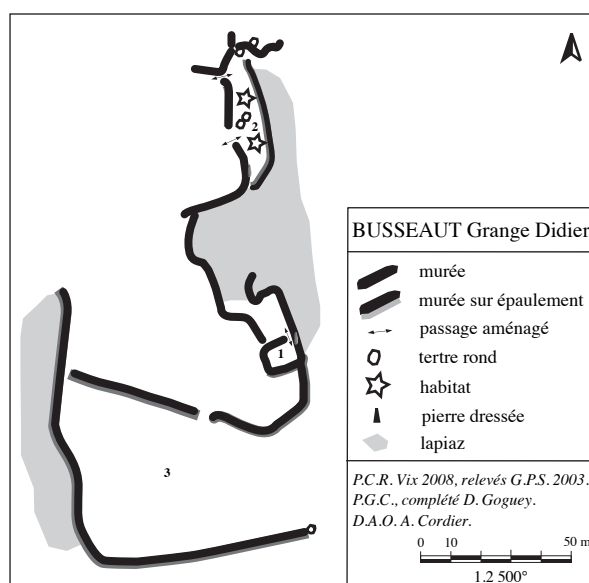 2
1
3
BUSSEAUT Grange Didier
murée
murée sur épaulement
passage aménagé
tertre rond
habitat
pierre dressée
lapiaz
P.C.R. Vix 2008, relevés G.P.S. 2003.
P.G.C., complété D. Goguey.
D.A.O. A. Cordier.
0 10 50 m
1.2 500°